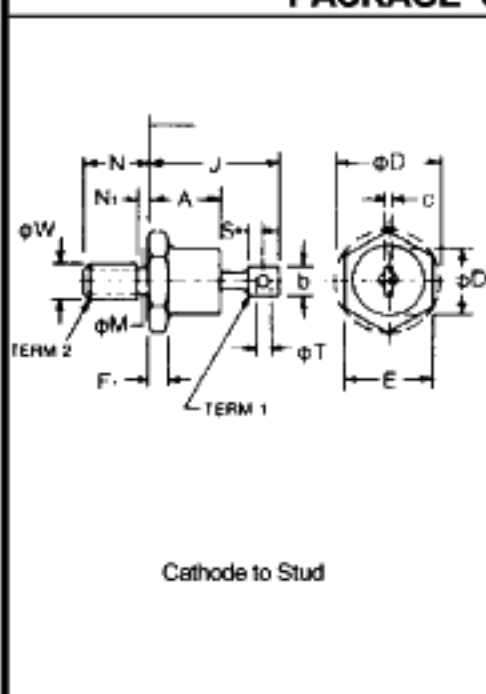 PACKAGE
N
J
φD
N1
A
C
S
φW
b
φD
φM
TERM 2
φT
F
E
TERM 1
Cathode to Stud